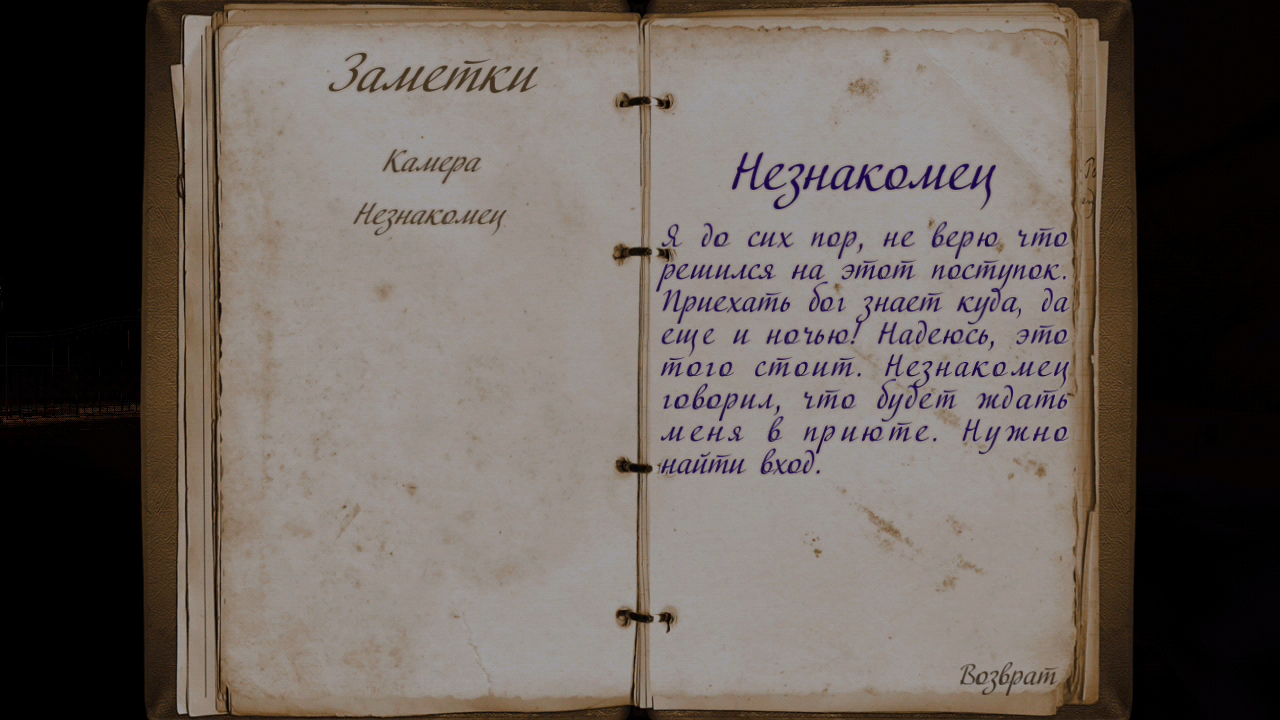 Заметки
Камера
Незнакомец
Незнакомец
Я до сих пор, не верю что
решился на этот поступок.
Приехать бог знает куда, да
еще и ночью! Надеюсь, это
того стоит. Незнакомец
говорил, что будет ждать
меня в приюте. Нужно
найти вход.
Возврат